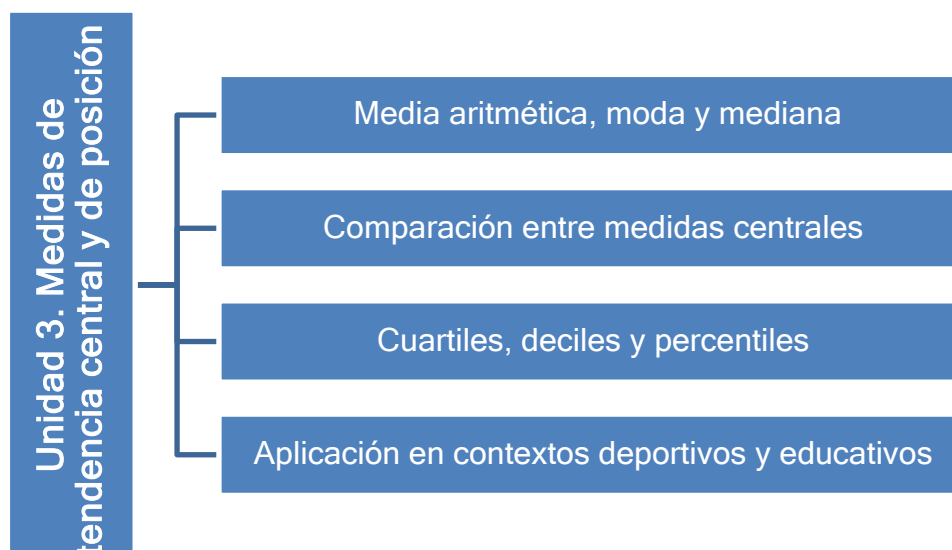 Unidad 3. Medidas de
tendencia central y de posición
Media aritmética, moda y mediana
Comparación entre medidas centrales
Cuartiles, deciles y percentiles
Aplicación en contextos deportivos y educativos